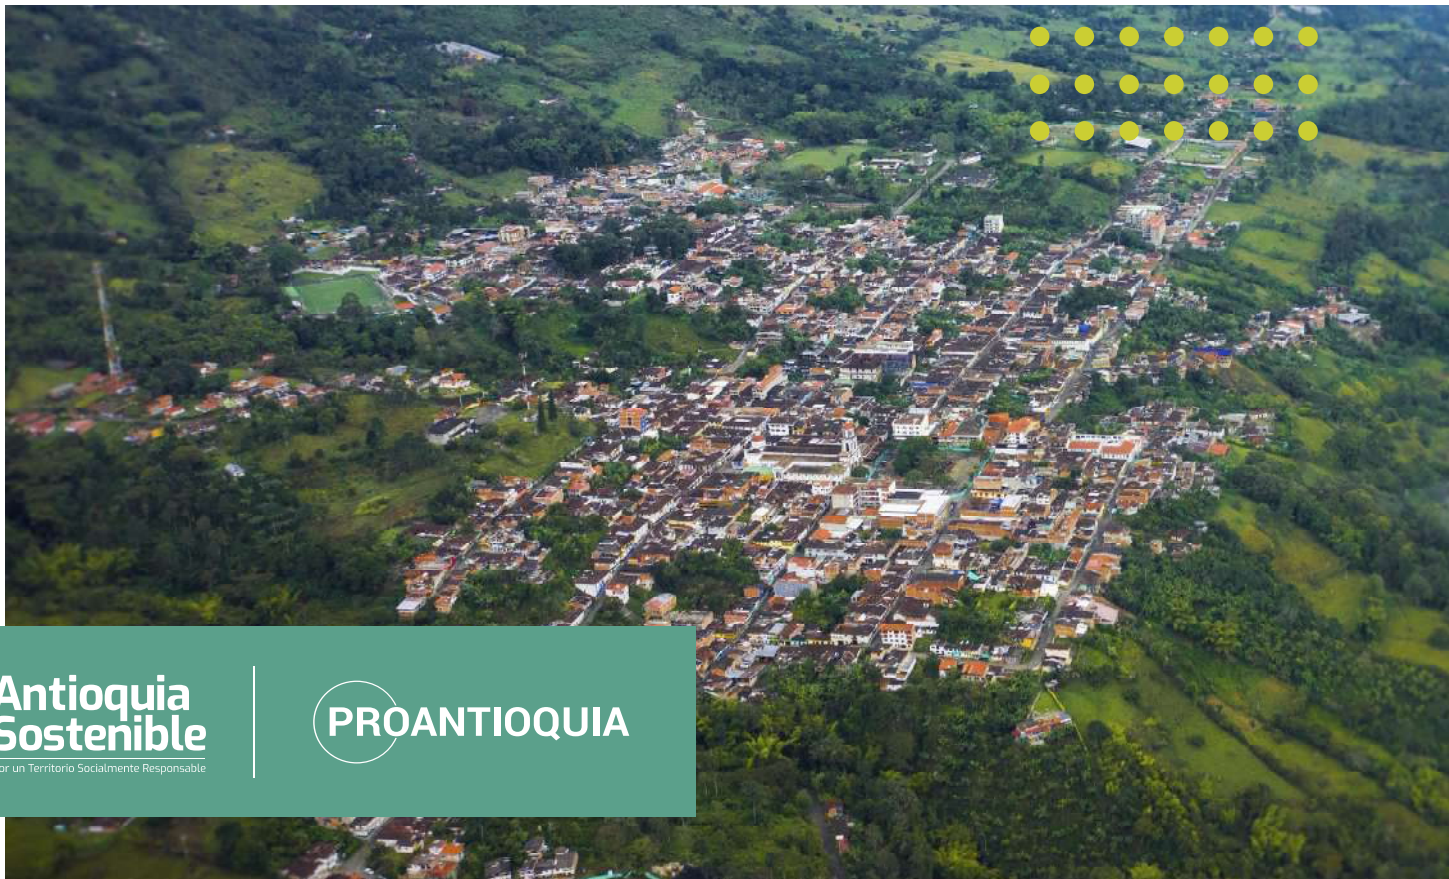 Antioquia
Sostenible
or un Territorio Socialmente Responsable
PROANTIOQUIA